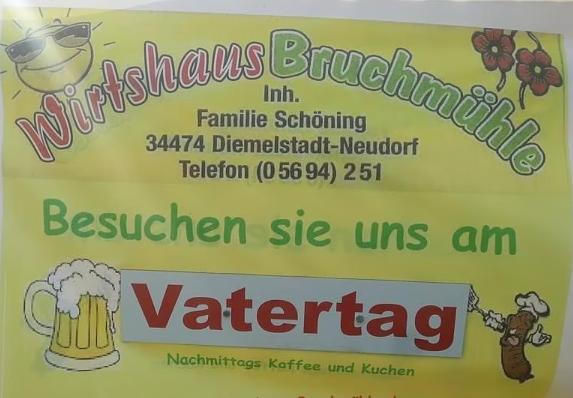 Wirtshaus Bruchmühle
Inh.
Familie Schöning
34474 Diemelstadt-Neudorf
Telefon (0 56 94) 2 51
Besuchen sie uns am
Vatertag
Nachmittags Kaffee und Kuchen